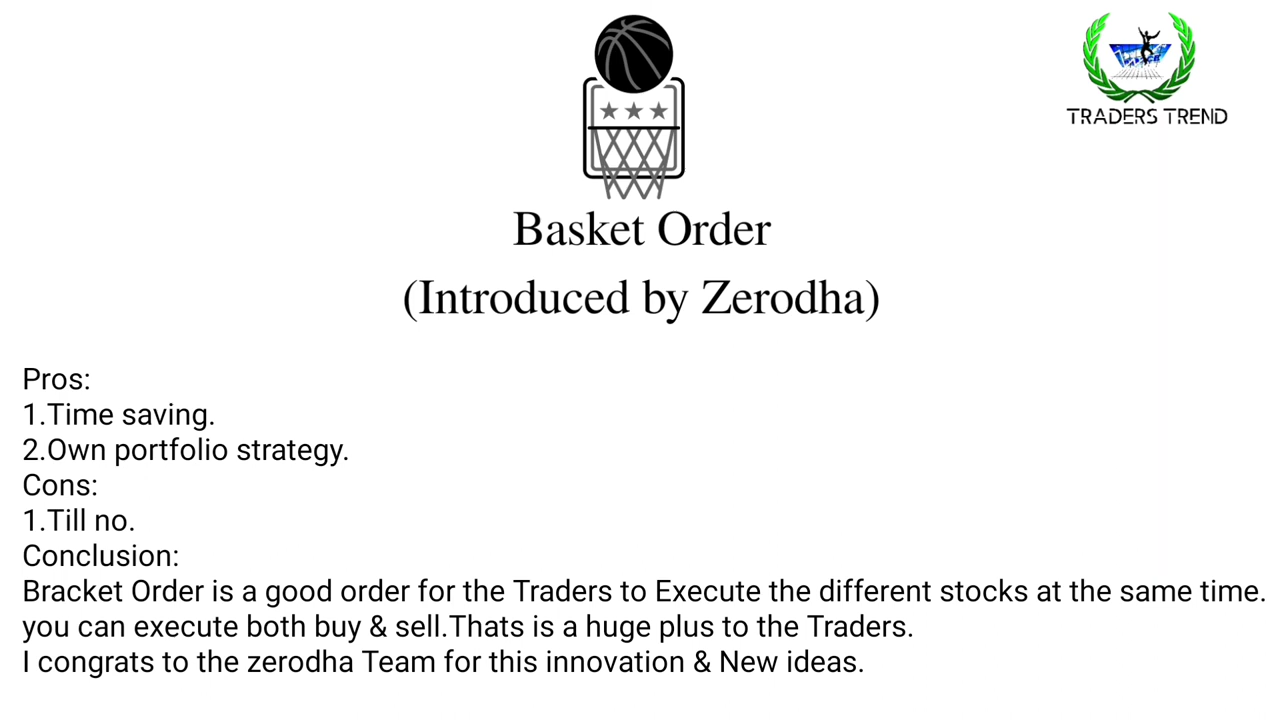 TRADERS TREND
Basket Order
(Introduced by Zerodha)
Pros:
1.Time saving.
2.Own portfolio strategy.
Cons:
1.Till no.
Conclusion:
Bracket Order is a good order for the Traders to Execute the different stocks at the same time.
you can execute both buy & sell.Thats is a huge plus to the Traders.
I congrats to the zerodha Team for this innovation & New ideas.